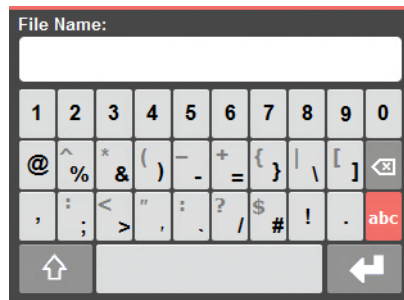 File Name:
1 2 3 4 5 6 7 8 9 0
@ ^ % * & ( ) _ - + = { } | \ [ ]
, : ; < > " ' ? / $ # ! . abc